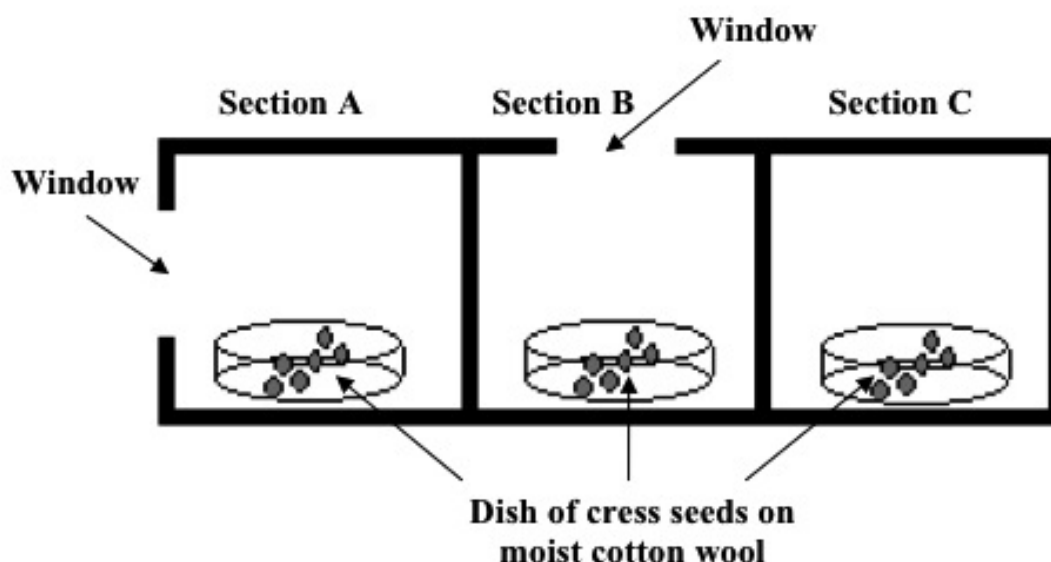 Window
Section A
Section B
Section C
Window
Dish of cress seeds on
moist cotton wool